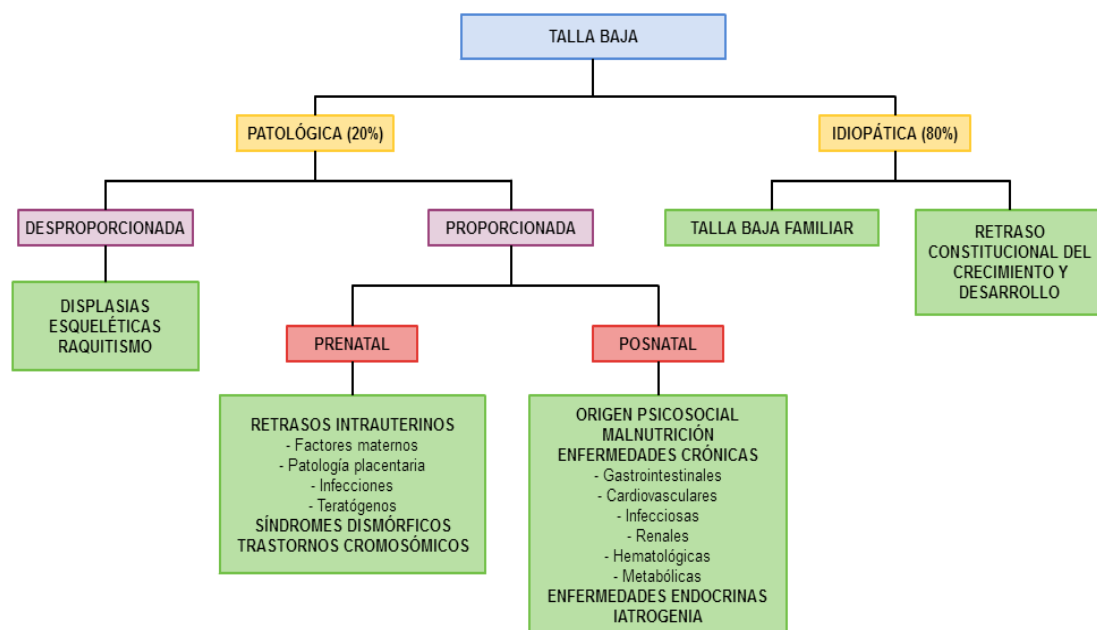 TALLA BAJA
PATOLÓGICA (20%)
IDIOPÁTICA (80%)
DESPROPORCIONADA
PROPORCIONADA
TALLA BAJA FAMILIAR
RETRASO
CONSTITUCIONAL DEL
CRECIMIENTO Y
DESARROLLO
DISPLASIAS
ESQUELÉTICAS
RAQUITISMO
PRENATAL
POSNATAL
RETRASOS INTRAUTERINOS
- Factores maternos
- Patología placentaria
- Infecciones
- Teratógenos
SÍNDROMES DISMÓRFICOS
TRASTORNOS CROMOSÓMICOS
ORIGEN PSICOSOCIAL
MALNUTRICIÓN
ENFERMEDADES CRÓNICAS
- Gastrointestinales
- Cardiovasculares
- Infecciosas
- Renales
- Hematológicas
- Metabólicas
ENFERMEDADES ENDOCRINAS
IATROGENIA